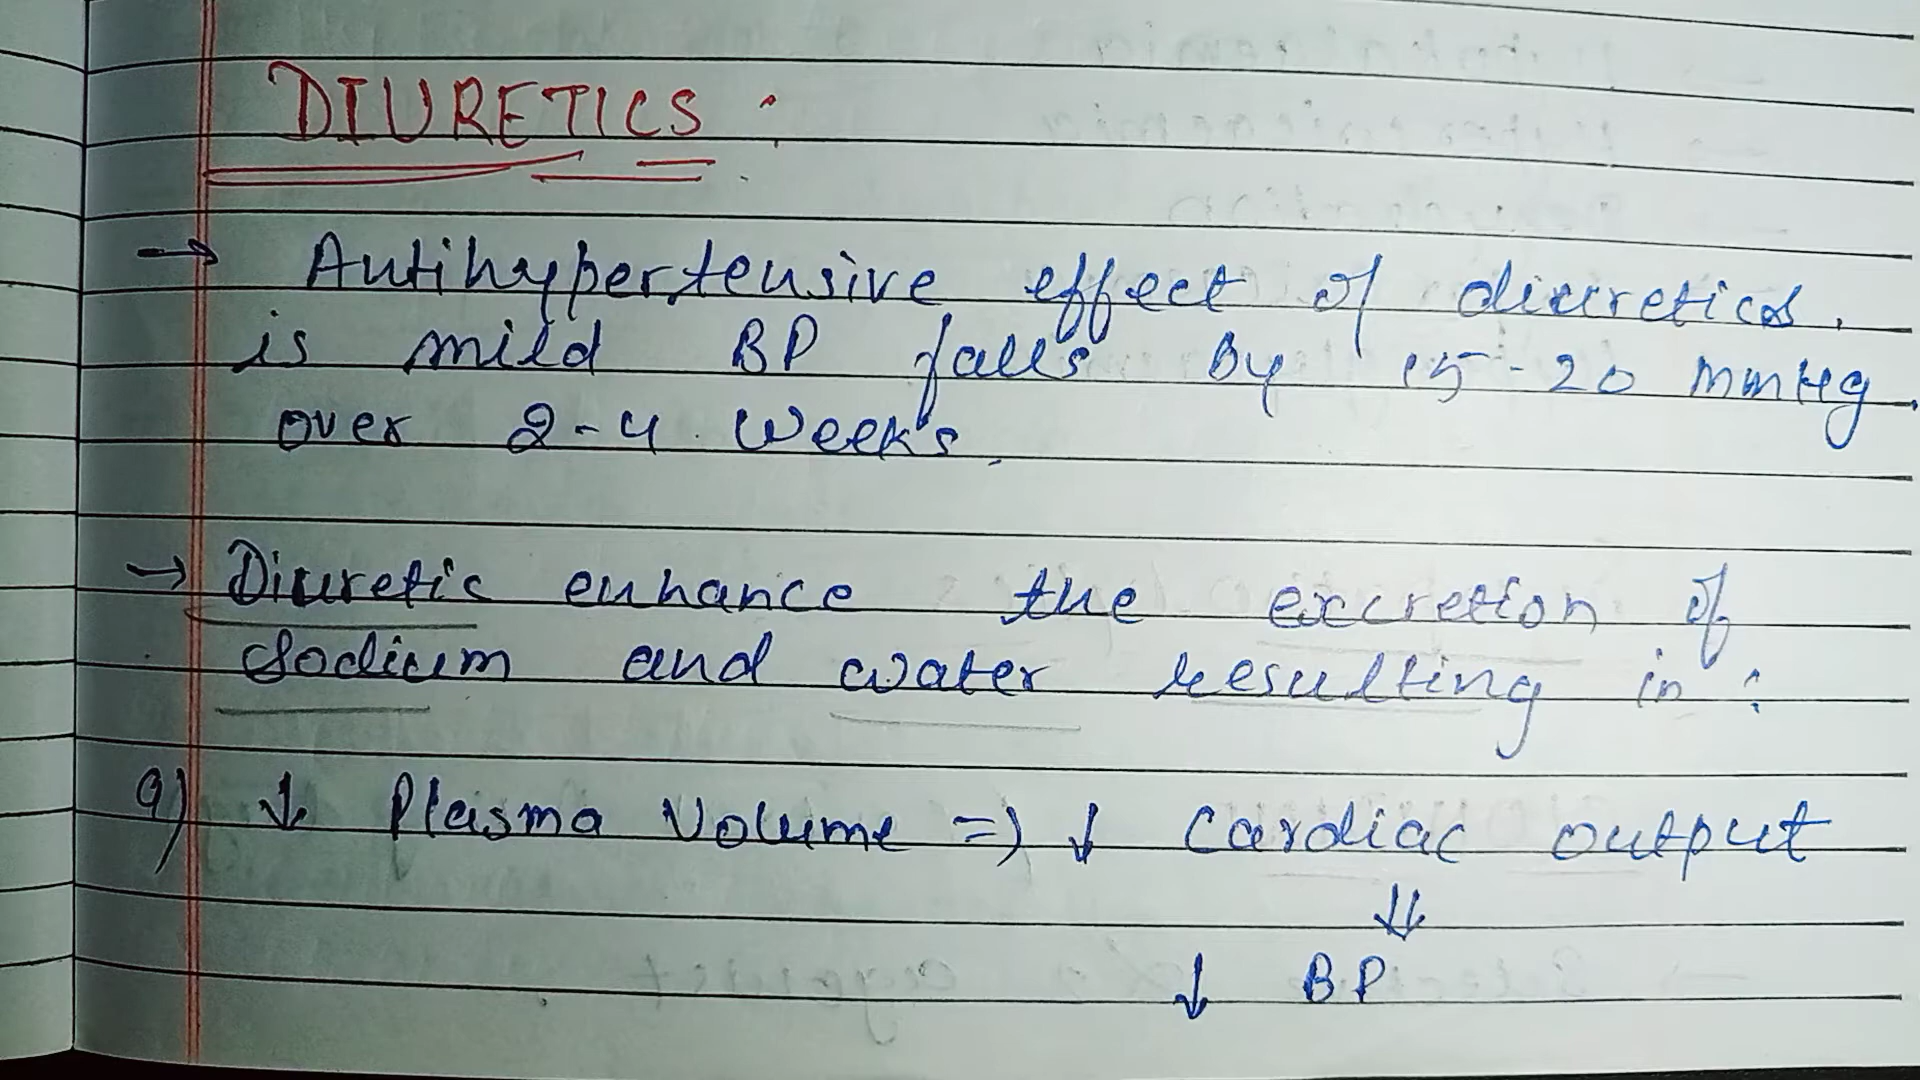 DIURETICS :
→ Antihypertensive effect of diuretics.
is mild BP falls By 15-20 mmHg.
over 2-4 weeks.
→ Diuretic enhance the excretion of
Sodium and water resulting in :
a) ↓ Plasma Volume => ↓ Cardiac output
⇓
↓ BP